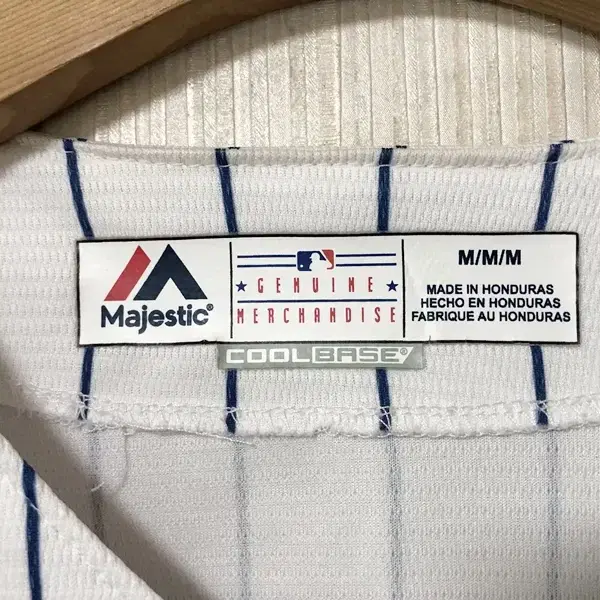 Majestic®
GENUINE
MERCHANDISE
M/M/M
MADE IN HONDURAS
HECHO EN HONDURAS
FABRIQUE AU HONDURAS
COOLBASE®